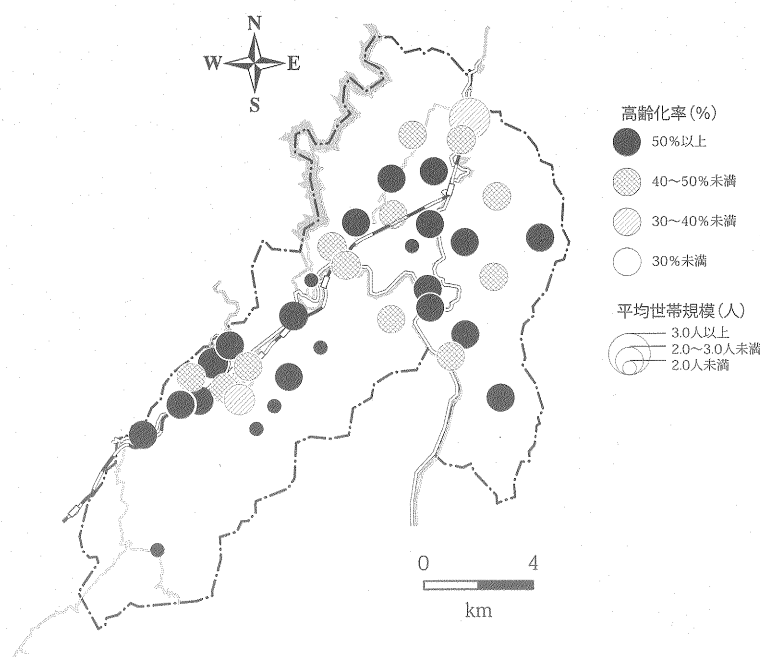 N
W
E
S
高齢化率(%)
50%以上
40〜50%未満
30〜40%未満
30%未満
平均世帯規模(人)
3.0人以上
2.0〜3.0人未満
2.0人未満
0 4
km